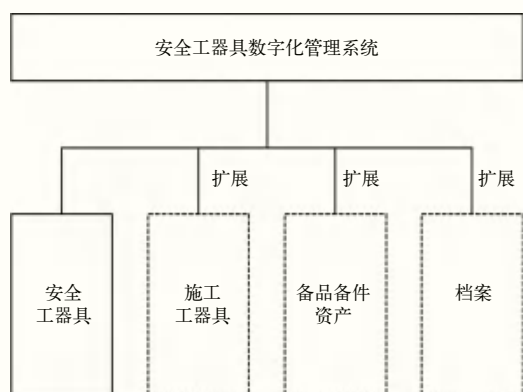 安全工器具数字化管理系统
扩展
扩展
扩展
安全
工器具
施工
工器具
备品备件
资产
档案